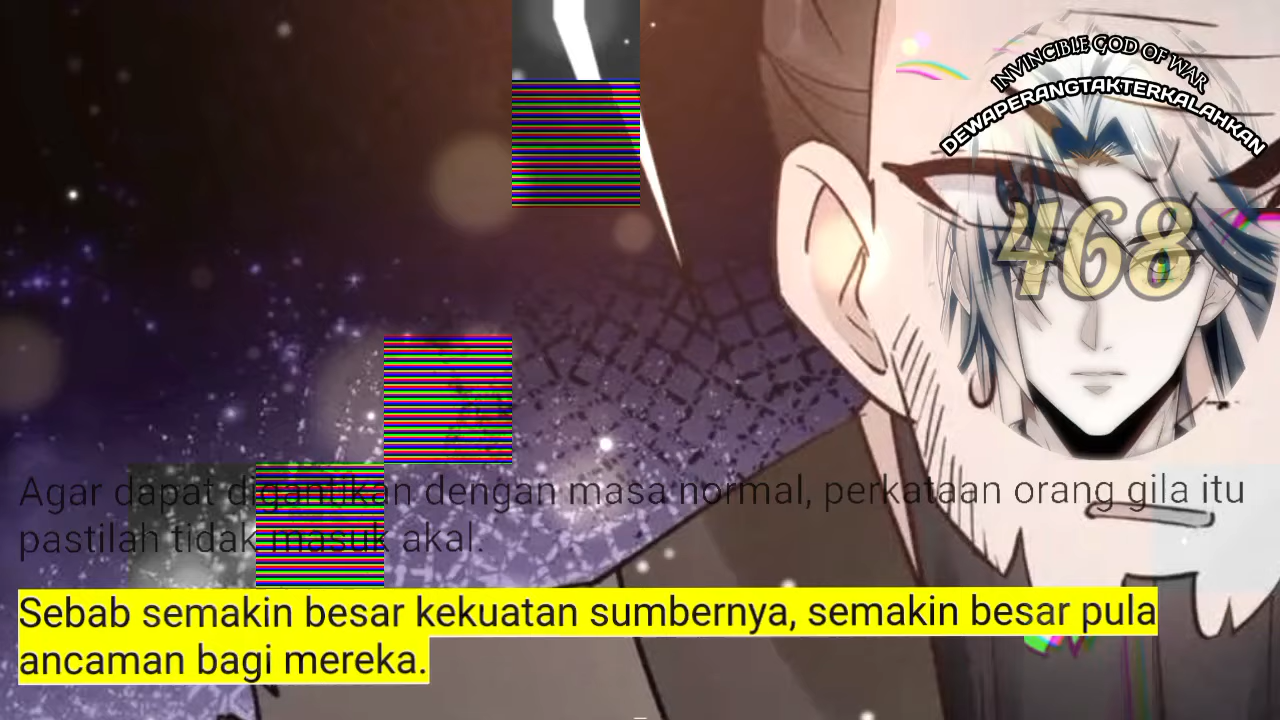 INVINCIBLE GOD OF WAR
DEWAPERANGTAKTERKALAHKAN
468
Agar dapat digantikan dengan masa normal, perkataan orang gila itu
pastilah tidak masuk akal.
Sebab semakin besar kekuatan sumbernya, semakin besar pula
ancaman bagi mereka.